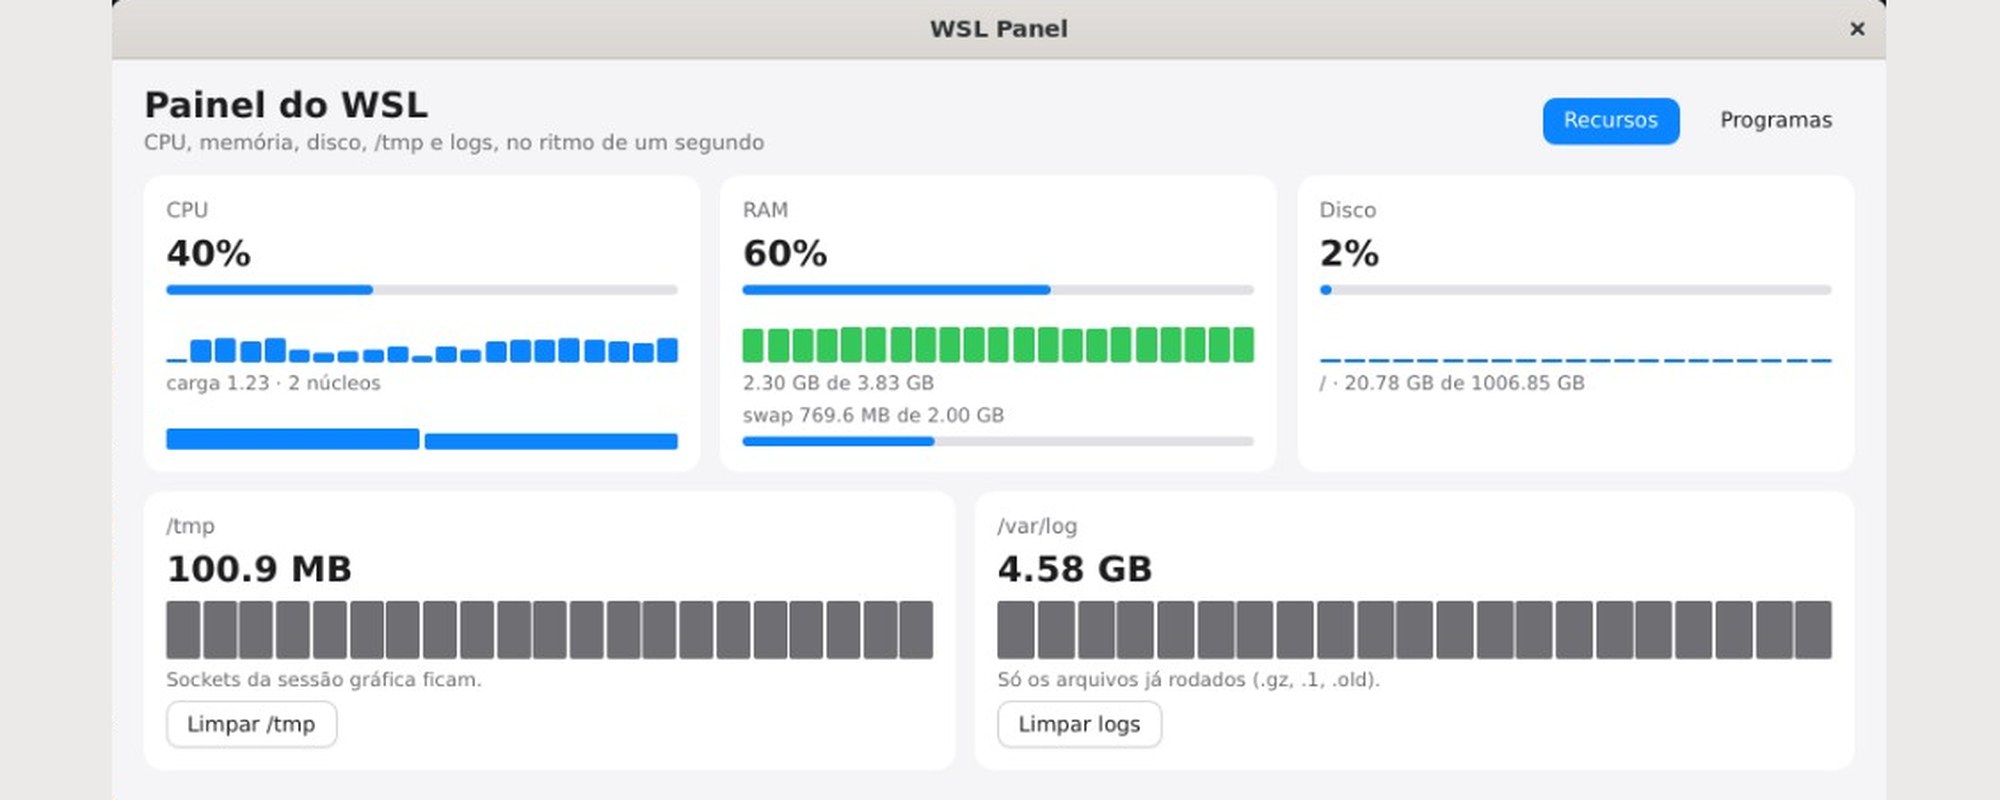 WSL Panel
×
Painel do WSL
CPU, memória, disco, /tmp e logs, no ritmo de um segundo
Recursos
Programas
CPU
40%
carga 1.23 · 2 núcleos
RAM
60%
2.30 GB de 3.83 GB
swap 769.6 MB de 2.00 GB
Disco
2%
/ · 20.78 GB de 1006.85 GB
/tmp
100.9 MB
Sockets da sessão gráfica ficam.
Limpar /tmp
/var/log
4.58 GB
Só os arquivos já rodados (.gz, .1, .old).
Limpar logs